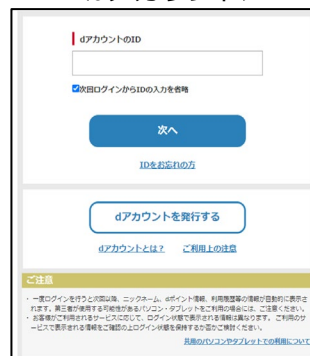 dアカウントのID
次回ログインからIDの入力を省略
次へ
IDをお忘れの方
dアカウントを発行する
dアカウントとは？ ご利用上の注意
ご注意
・ 一度ログインを行うと次回以降、ニックネーム、dポイント情報、利用履歴等の情報が自動的に表示さ
れます。第三者が使用する可能性があるパソコン・タブレットをご利用の場合には、ご注意ください。
・ お客様がご利用されるサービスに応じて、ログイン状態で表示される情報は異なります。 ご利用のサ
ービスで表示される情報をご確認の上ログイン状態を保持するか否かご検討ください。
共用のパソコンやタブレットでの利用について